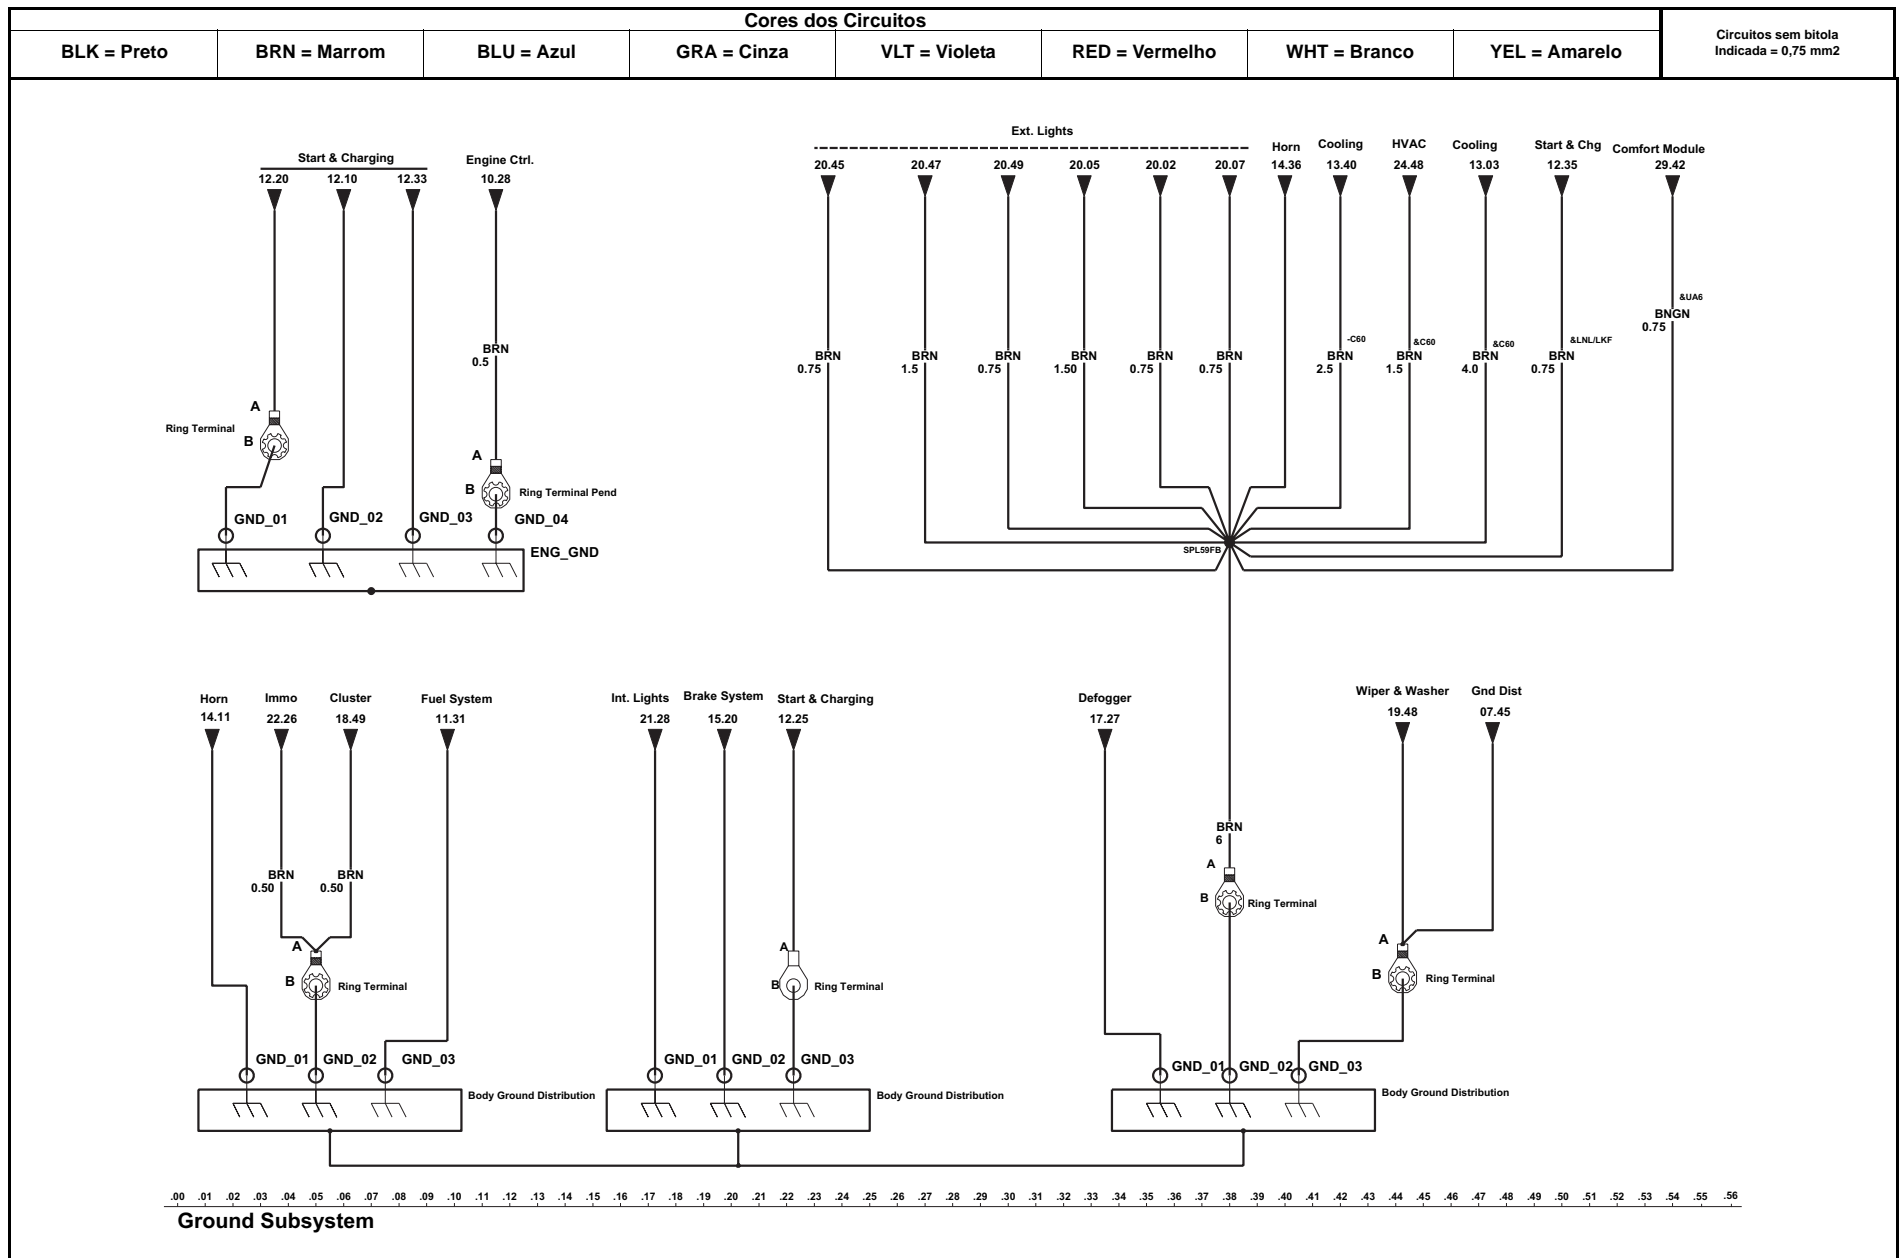 Cores dos Circuitos
BLK = Preto BRN = Marrom BLU = Azul GRA = Cinza VLT = Violeta RED = Vermelho WHT = Branco YEL = Amarelo
Circuitos sem bitola
Indicada = 0,75 mm2
Start & Charging
12.20 12.10 12.33
Engine Ctrl.
10.28
BRN
0.5
A
Ring Terminal
B
A
B
Ring Terminal Pend
GND_01 GND_02 GND_03 GND_04
ENG_GND
Ext. Lights
20.45 20.47 20.49 20.05 20.02 20.07
Horn
14.36
Cooling
13.40
HVAC
24.48
Cooling
13.03
Start & Chg
12.35
Comfort Module
29.42
&UA6
BNGN
0.75
-C60
&C60
&C60
&LNL/LKF
BRN BRN BRN BRN BRN BRN BRN BRN BRN BRN
0.75 1.5 0.75 1.50 0.75 0.75 2.5 1.5 4.0 0.75
SPL59FB
Horn
14.11
Immo
22.26
Cluster
18.49
Fuel System
11.31
BRN
0.50
BRN
0.50
A
B
Ring Terminal
GND_01 GND_02 GND_03
Body Ground Distribution
Int. Lights
21.28
Brake System
15.20
Start & Charging
12.25
A
B
Ring Terminal
GND_01 GND_02 GND_03
Body Ground Distribution
Defogger
17.27
BRN
6
A
B
Ring Terminal
Wiper & Washer
19.48
Gnd Dist
07.45
A
B
Ring Terminal
GND_01 GND_02 GND_03
Body Ground Distribution
.00 .01 .02 .03 .04 .05 .06 .07 .08 .09 .10 .11 .12 .13 .14 .15 .16 .17 .18 .19 .20 .21 .22 .23 .24 .25 .26 .27 .28 .29 .30 .31 .32 .33 .34 .35 .36 .37 .38 .39 .40 .41 .42 .43 .44 .45 .46 .47 .48 .49 .50 .51 .52 .53 .54 .55 .56
Ground Subsystem